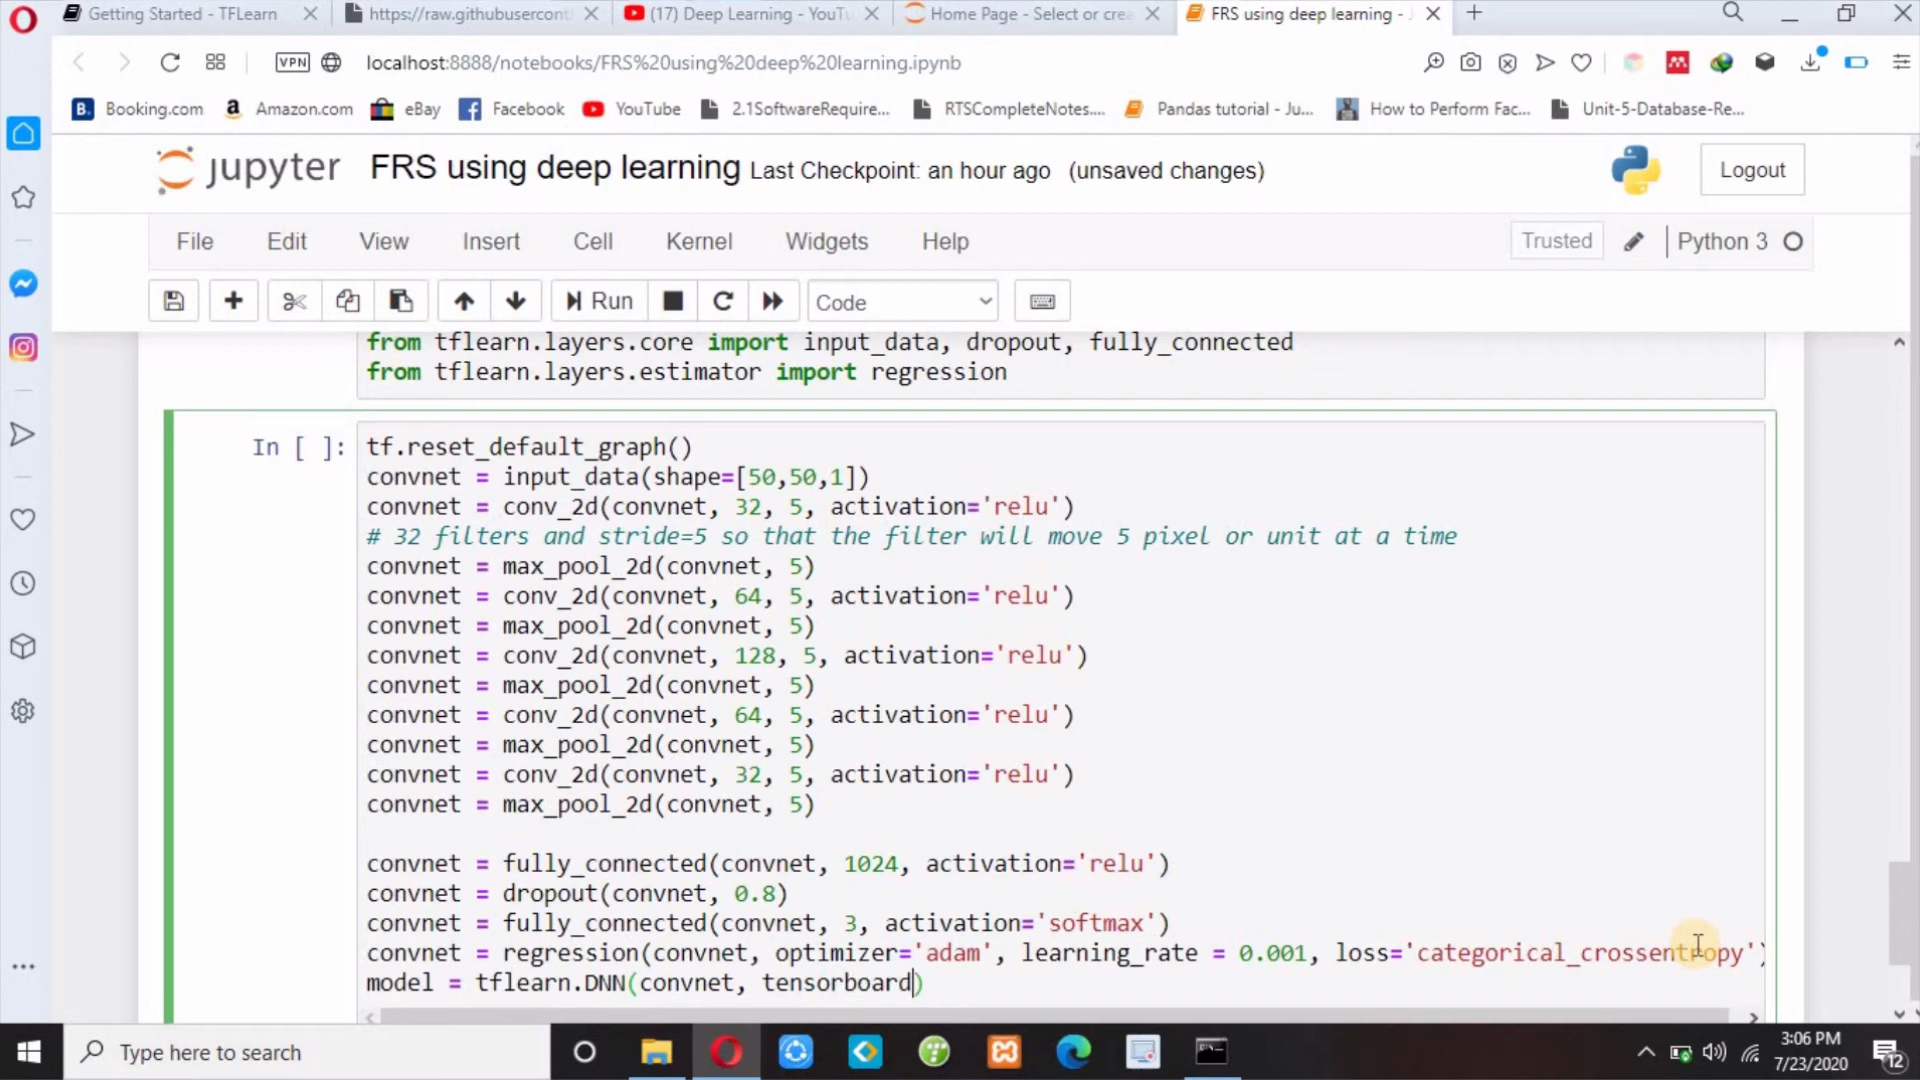 Getting Started - TFLearn
https://raw.githubusercont
(17) Deep Learning - YouTu
Home Page - Select or crea
FRS using deep learning - J
VPN
localhost:8888/notebooks/FRS%20using%20deep%20learning.ipynb
B. Booking.com
Amazon.com
eBay
Facebook
YouTube
2.1SoftwareRequire...
RTSCompleteNotes....
Pandas tutorial - Ju...
How to Perform Fac...
Unit-5-Database-Re...
jupyter FRS using deep learning Last Checkpoint: an hour ago (unsaved changes)
Logout
File Edit View Insert Cell Kernel Widgets Help
Trusted
Python 3
Run
Code
from tflearn.layers.core import input_data, dropout, fully_connected
from tflearn.layers.estimator import regression
In [ ]:
tf.reset_default_graph()
convnet = input_data(shape=[50,50,1])
convnet = conv_2d(convnet, 32, 5, activation='relu')
# 32 filters and stride=5 so that the filter will move 5 pixel or unit at a time
convnet = max_pool_2d(convnet, 5)
convnet = conv_2d(convnet, 64, 5, activation='relu')
convnet = max_pool_2d(convnet, 5)
convnet = conv_2d(convnet, 128, 5, activation='relu')
convnet = max_pool_2d(convnet, 5)
convnet = conv_2d(convnet, 64, 5, activation='relu')
convnet = max_pool_2d(convnet, 5)
convnet = conv_2d(convnet, 32, 5, activation='relu')
convnet = max_pool_2d(convnet, 5)
convnet = fully_connected(convnet, 1024, activation='relu')
convnet = dropout(convnet, 0.8)
convnet = fully_connected(convnet, 3, activation='softmax')
convnet = regression(convnet, optimizer='adam', learning_rate = 0.001, loss='categorical_crossentropy')
model = tflearn.DNN(convnet, tensorboard)
Type here to search
3:06 PM
7/23/2020
12